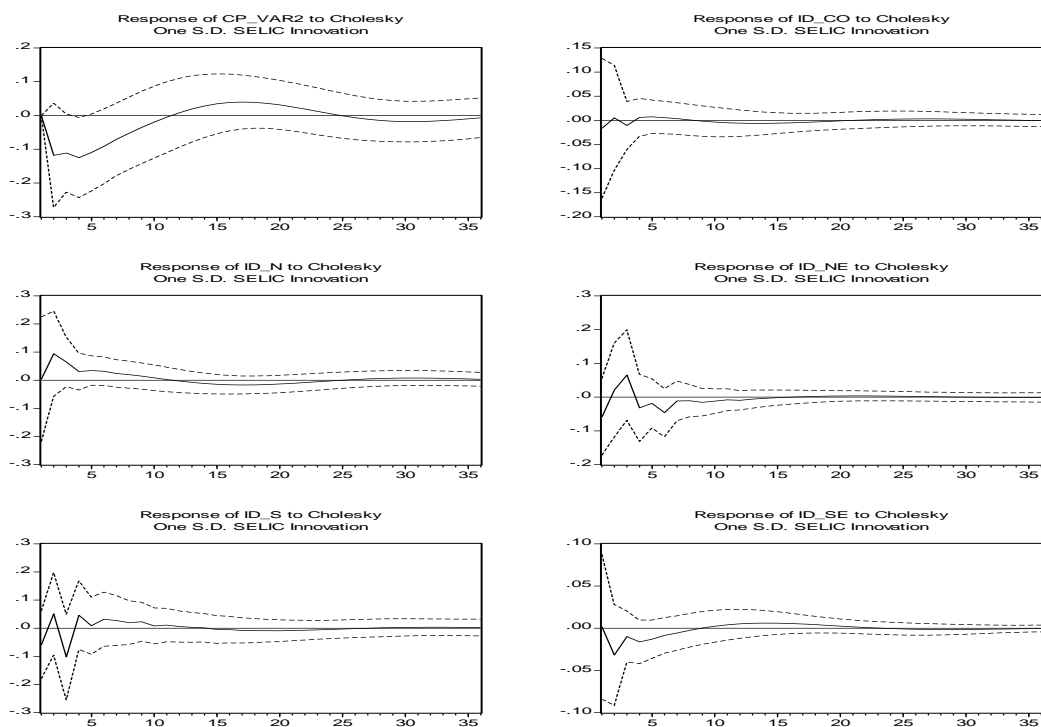 Response of CP_VAR2 to Cholesky
One S.D. SELIC Innovation
.2
.1
.0
-.1
-.2
-.3
5 10 15 20 25 30 35
Response of ID_CO to Cholesky
One S.D. SELIC Innovation
.15
.10
.05
.00
-.05
-.10
-.15
-.20
5 10 15 20 25 30 35
Response of ID_N to Cholesky
One S.D. SELIC Innovation
.3
.2
.1
.0
-.1
-.2
-.3
5 10 15 20 25 30 35
Response of ID_NE to Cholesky
One S.D. SELIC Innovation
.3
.2
.1
.0
-.1
-.2
5 10 15 20 25 30 35
Response of ID_S to Cholesky
One S.D. SELIC Innovation
.3
.2
.1
.0
-.1
-.2
-.3
5 10 15 20 25 30 35
Response of ID_SE to Cholesky
One S.D. SELIC Innovation
.10
.05
.00
-.05
-.10
5 10 15 20 25 30 35